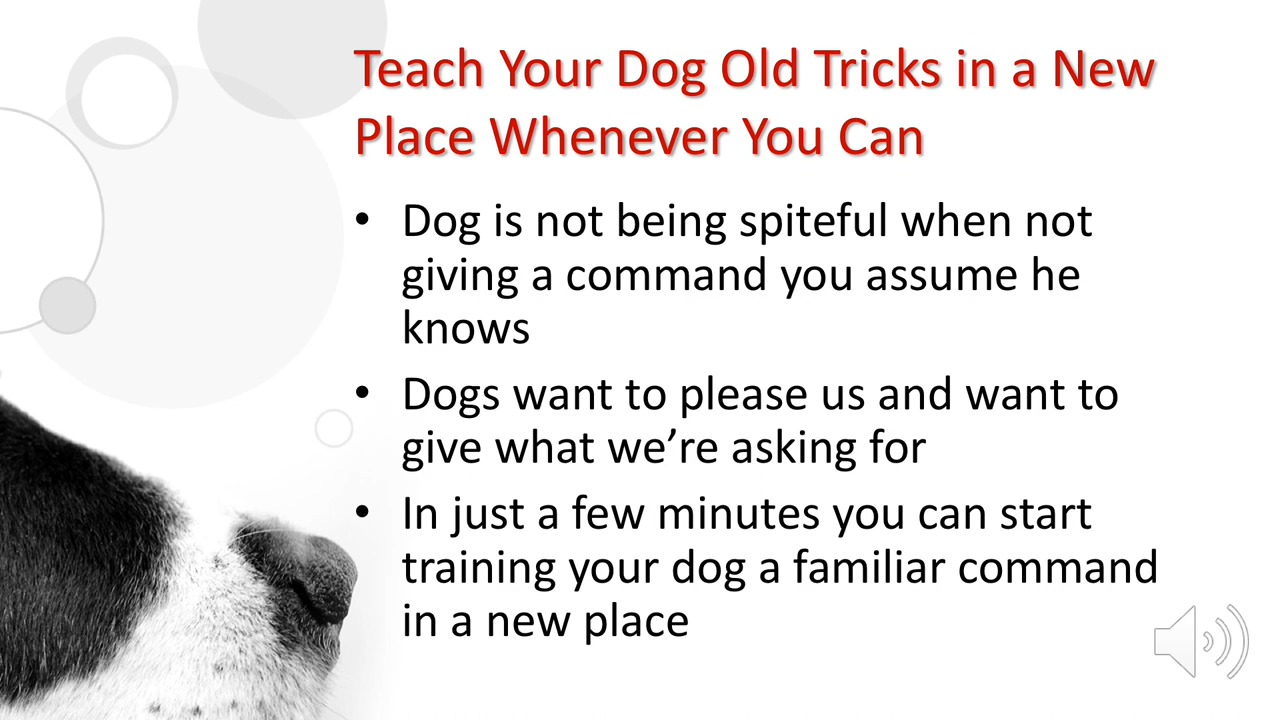 Teach Your Dog Old Tricks in a New
Place Whenever You Can
• Dog is not being spiteful when not
giving a command you assume he
knows
• Dogs want to please us and want to
give what we’re asking for
• In just a few minutes you can start
training your dog a familiar command
in a new place